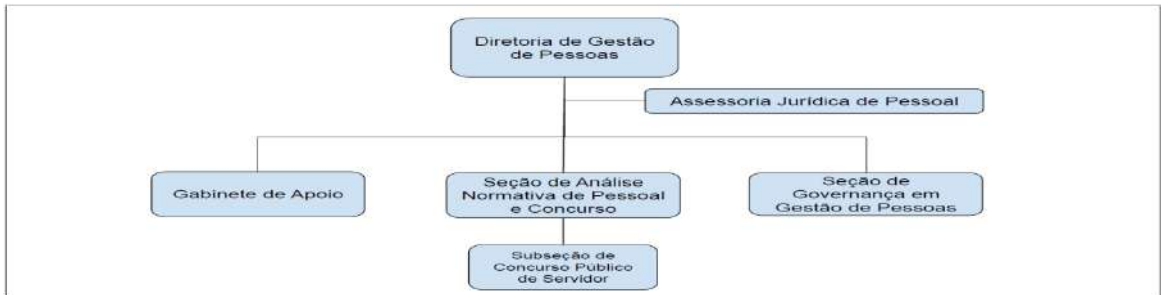 Diretoria de Gestão
de Pessoas
Assessoria Jurídica de Pessoal
Gabinete de Apoio
Seção de Análise
Normativa de Pessoal
e Concurso
Seção de
Governança em
Gestão de Pessoas
Subseção de
Concurso Público
de Servidor